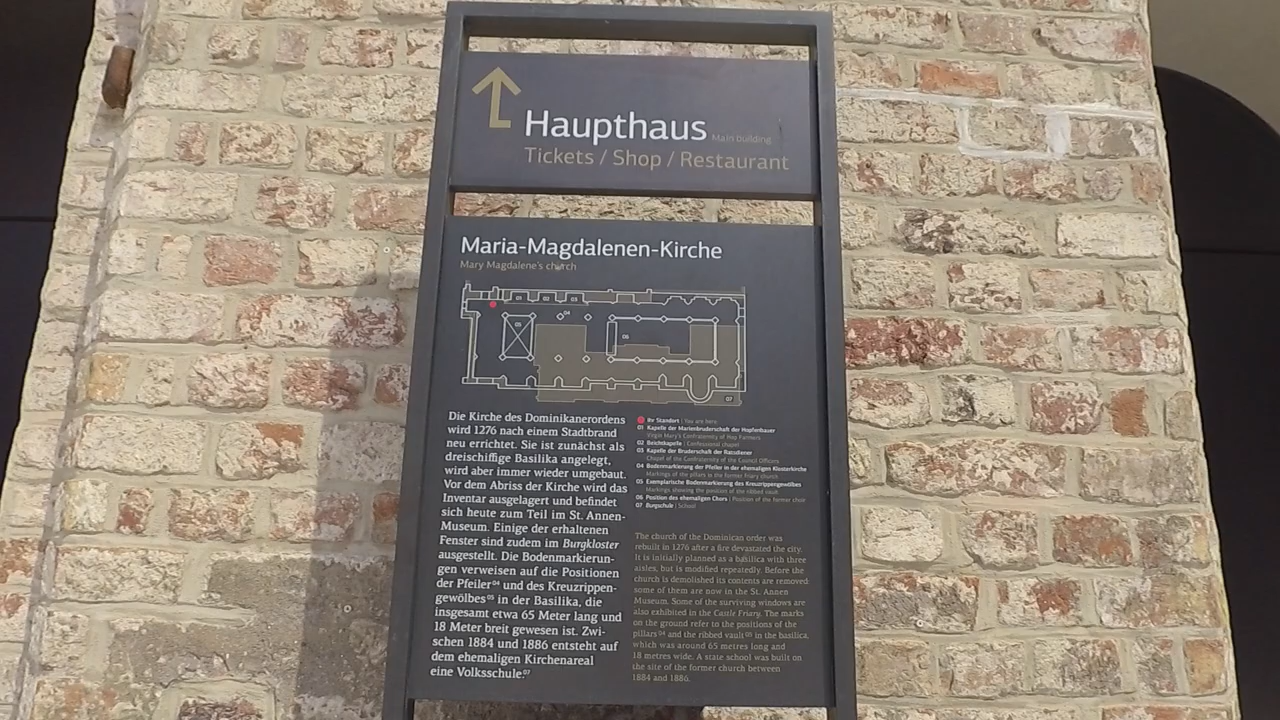 Haupthaus Main building
Tickets / Shop / Restaurant
Maria-Magdalenen-Kirche
Mary Magdalene's church
01
02
03
04
05
06
07
Die Kirche des Dominikanerordens
wird 1276 nach einem Stadtbrand
neu errichtet. Sie ist zunächst als
dreischiffige Basilika angelegt,
wird aber immer wieder umgebaut.
Vor dem Abriss der Kirche wird das
Inventar ausgelagert und befindet
sich heute zum Teil im St. Annen-
Museum. Einige der erhaltenen
Fenster sind zudem im Burgkloster
ausgestellt. Die Bodenmarkierun-
gen verweisen auf die Positionen
der Pfeiler⁰⁴ und des Kreuzrippen-
gewölbes⁰⁵ in der Basilika, die
insgesamt etwa 65 Meter lang und
18 Meter breit gewesen ist. Zwi-
schen 1884 und 1886 entsteht auf
dem ehemaligen Kirchenareal
eine Volksschule.⁰⁷
Ihr Standort | You are here
01 Kapelle der Marienbruderschaft der Hopfenbauer
Virgin Mary's Confraternity of Hop Farmers
02 Beichtkapelle | Confessional chapel
03 Kapelle der Bruderschaft der Ratsdiener
Chapel of the Confraternity of the Council Officers
04 Bodenmarkierung der Pfeiler in der ehemaligen Klosterkirche
Markings of the pillars in the former friary church
05 Exemplarische Bodenmarkierung des Kreuzrippengewölbes
Markings showing the position of the ribbed vault
06 Position des ehemaligen Chors | Position of the former choir
07 Burgschule | School
The church of the Dominican order was
rebuilt in 1276 after a fire devastated the city.
It is initially planned as a basilica with three
aisles, but is modified repeatedly. Before the
church is demolished its contents are removed:
some of them are now in the St. Annen
Museum. Some of the surviving windows are
also exhibited in the Castle Friary. The marks
on the ground refer to the positions of the
pillars⁰⁴ and the ribbed vault⁰⁵ in the basilica,
which was around 65 metres long and
18 metres wide. A state school was built on
the site of the former church between
1884 and 1886.